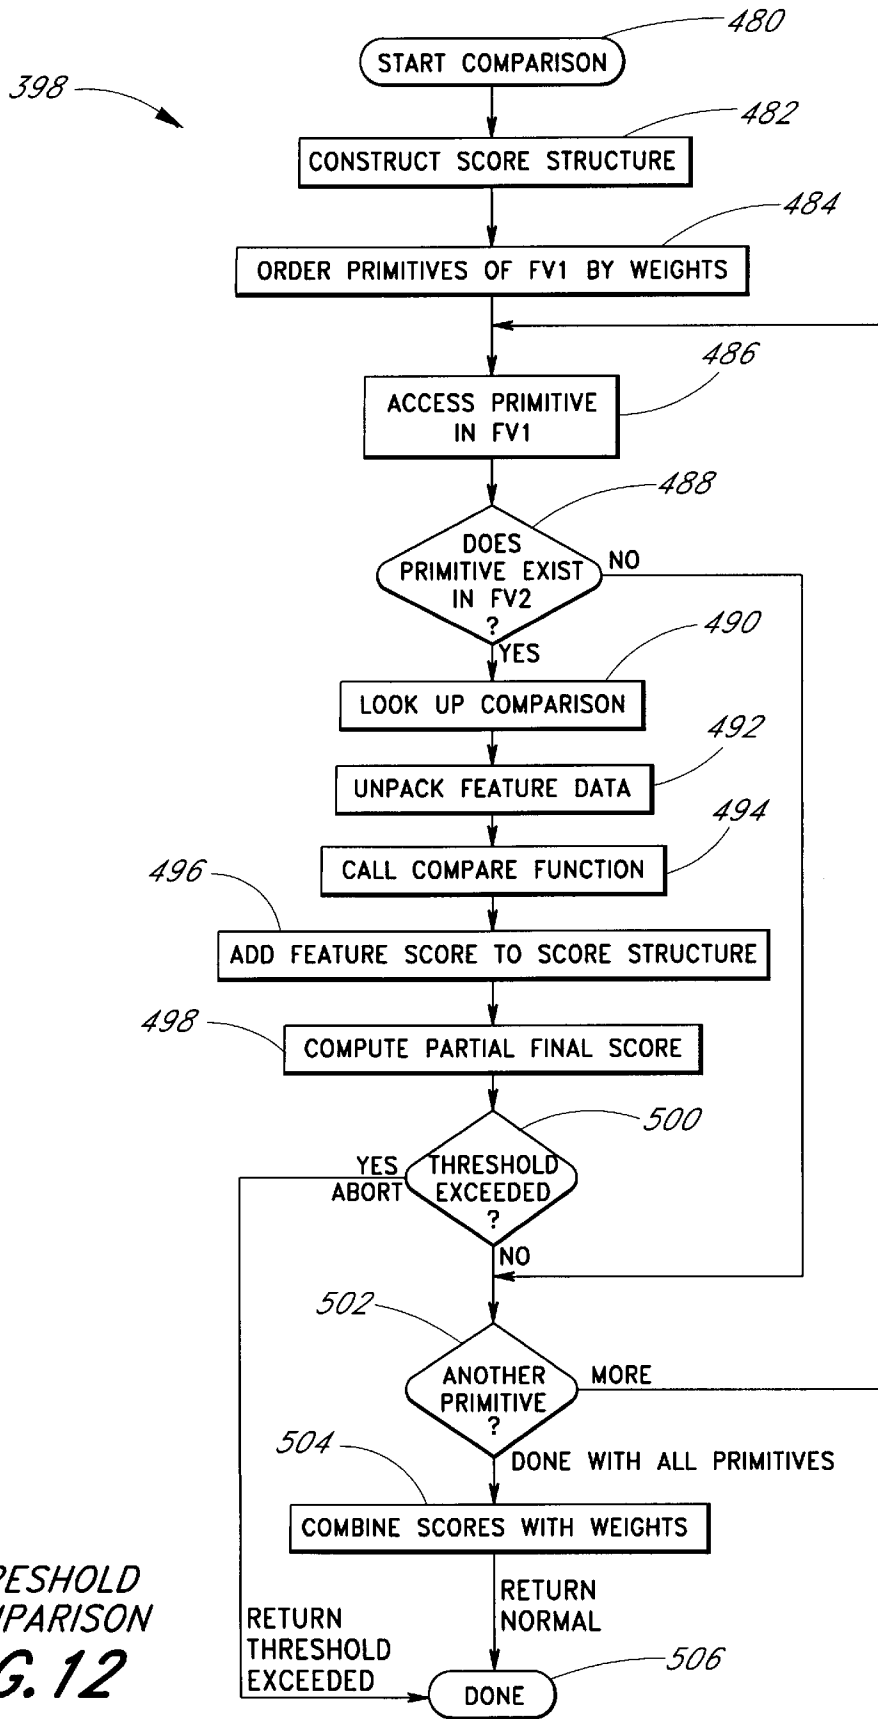 480
START COMPARISON
398
482
CONSTRUCT SCORE STRUCTURE
484
ORDER PRIMITIVES OF FV1 BY WEIGHTS
486
ACCESS PRIMITIVE
IN FV1
488
DOES
PRIMITIVE EXIST
IN FV2
?
NO
YES
490
LOOK UP COMPARISON
492
UNPACK FEATURE DATA
494
CALL COMPARE FUNCTION
496
ADD FEATURE SCORE TO SCORE STRUCTURE
498
COMPUTE PARTIAL FINAL SCORE
500
THRESHOLD
EXCEEDED
?
YES
ABORT
NO
502
ANOTHER
PRIMITIVE
?
MORE
DONE WITH ALL PRIMITIVES
504
COMBINE SCORES WITH WEIGHTS
RETURN
NORMAL
RETURN
THRESHOLD
EXCEEDED
506
DONE
RESHOLD
PARISON
G. 12